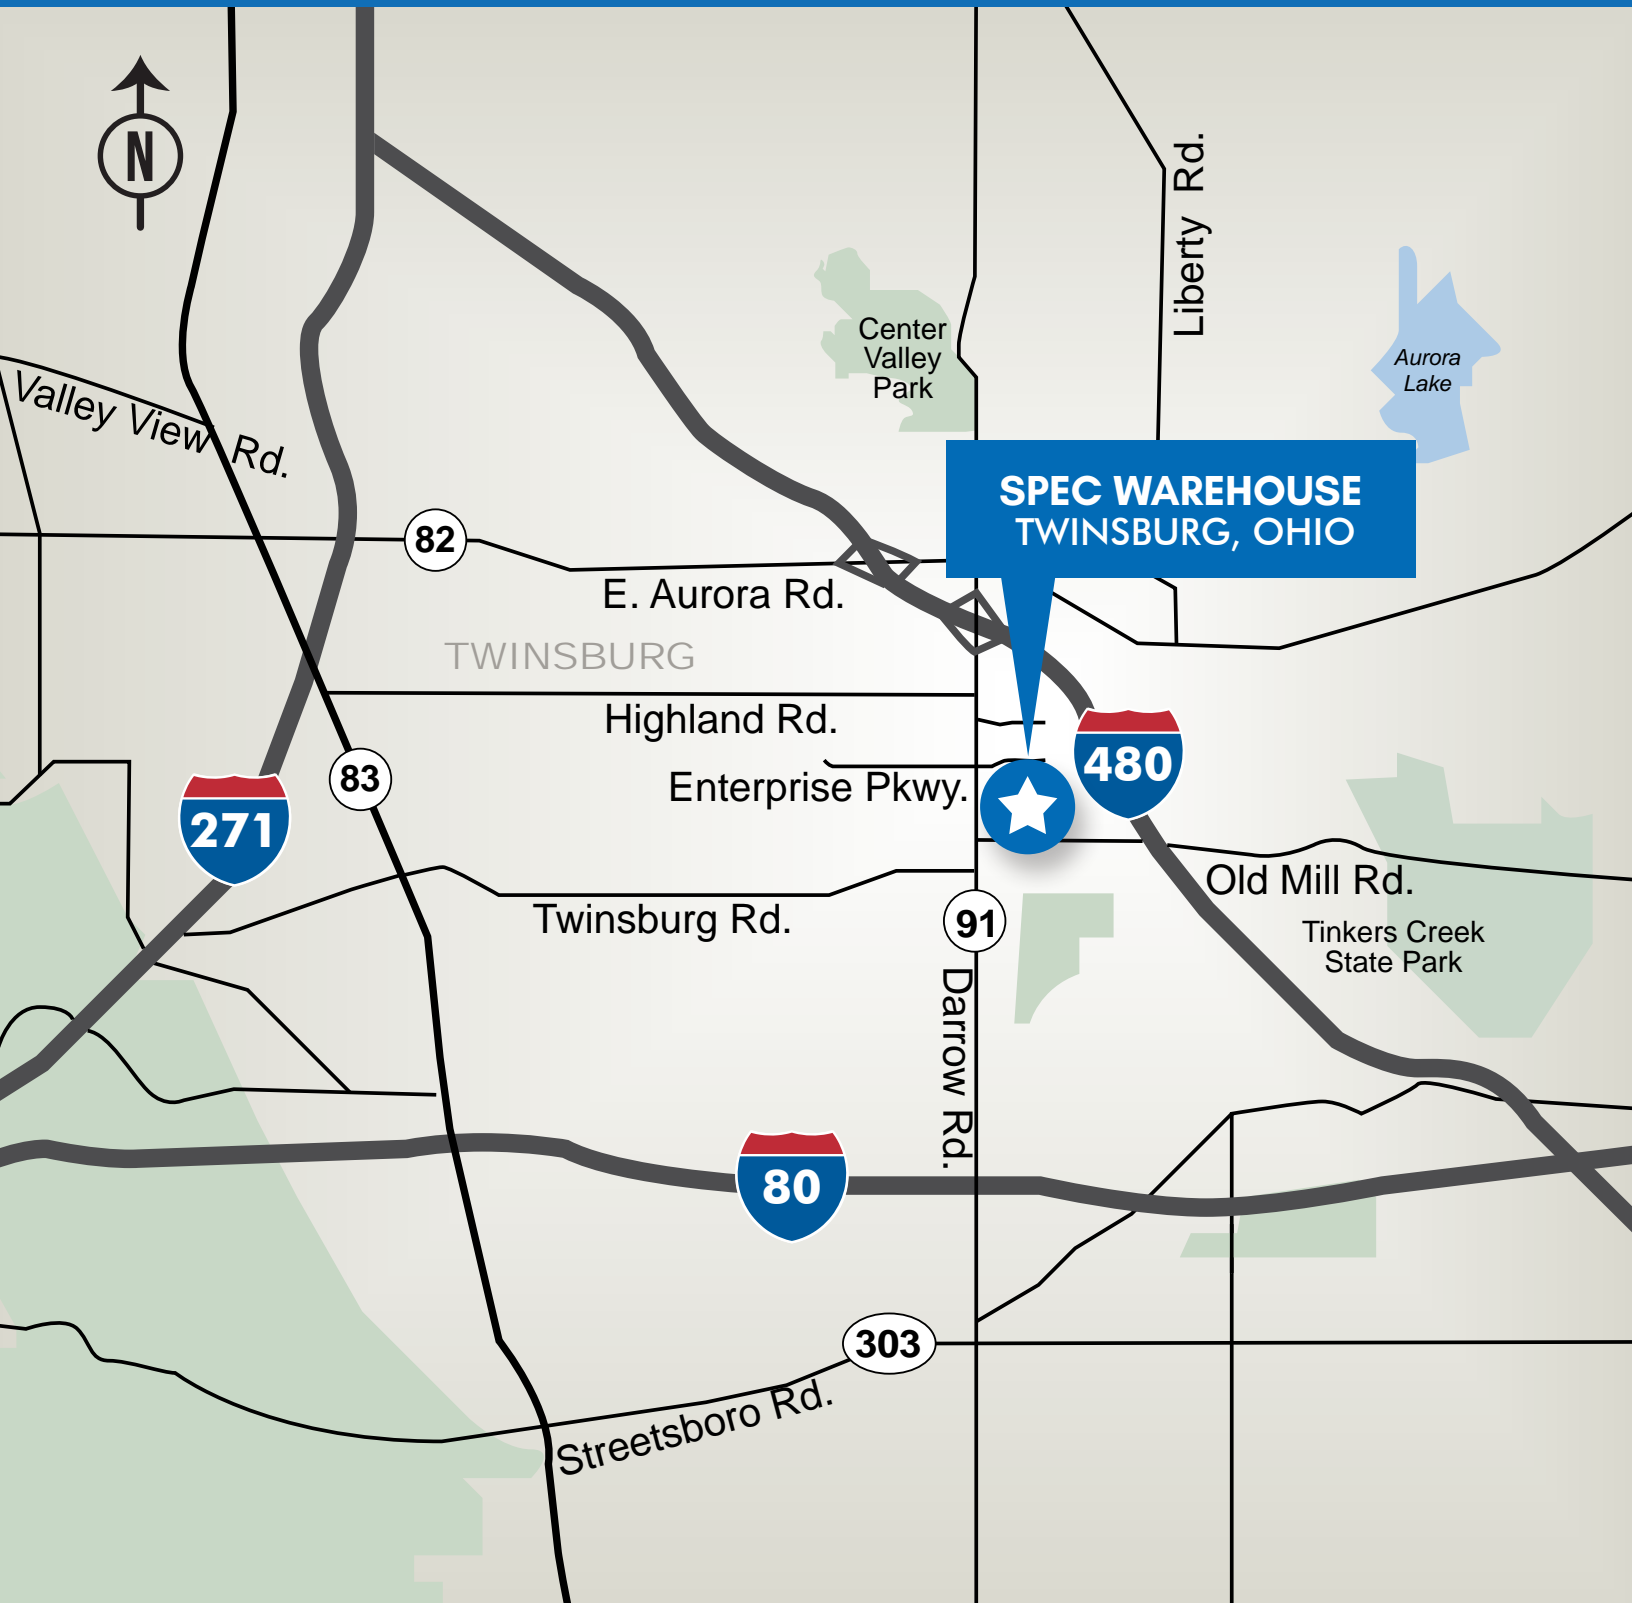 N
Liberty Rd.
Center
Valley
Park
Aurora
Lake
Valley View Rd.
SPEC WAREHOUSE
TWINSBURG, OHIO
82
E. Aurora Rd.
TWINSBURG
Highland Rd.
480
83
Enterprise Pkwy.
271
Old Mill Rd.
Twinsburg Rd.
91
Tinkers Creek
State Park
Darrow Rd.
80
303
Streetsboro Rd.